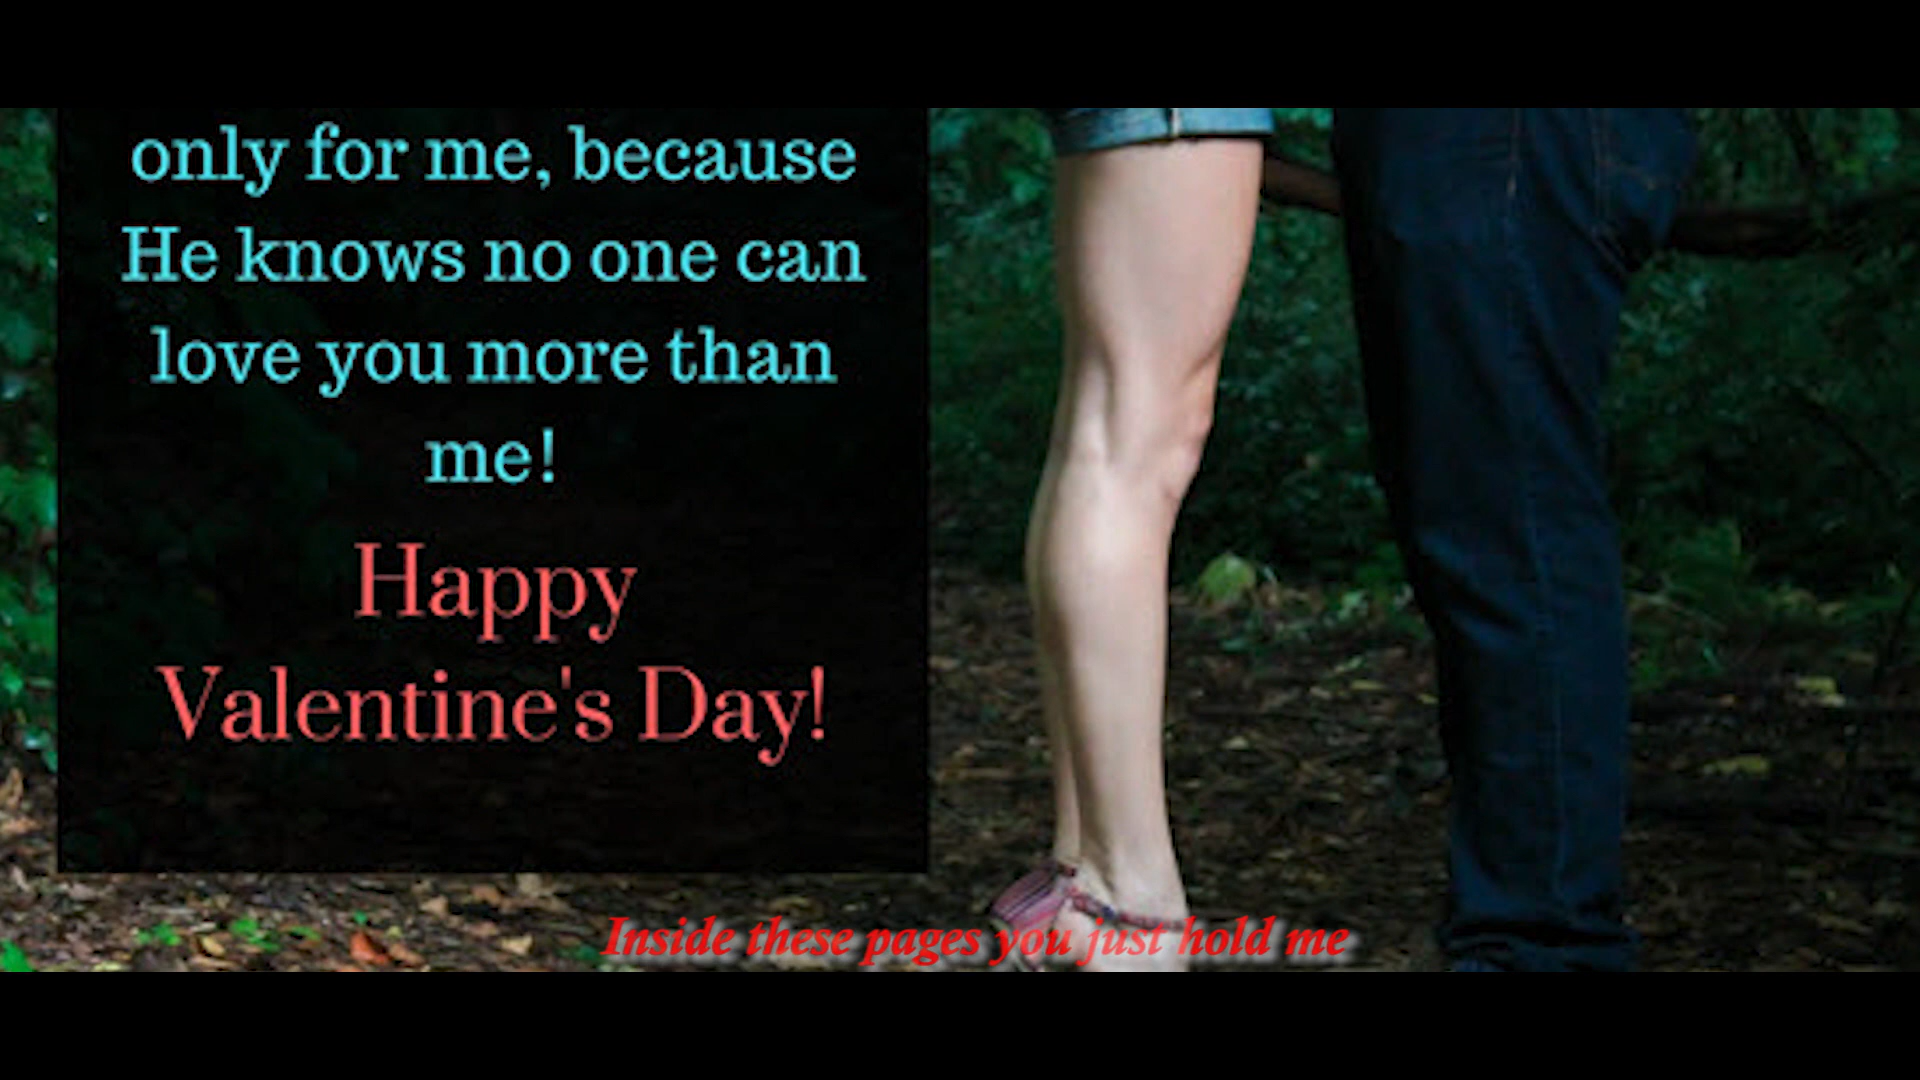 only for me, because
He knows no one can
love you more than
me!
Happy
Valentine's Day!
Inside these pages you just hold me